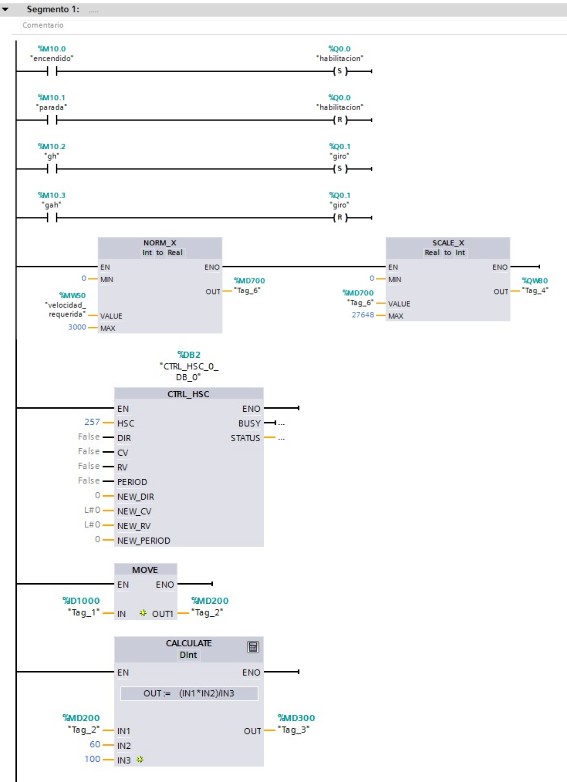 Segmento 1: ....
Comentario
%M10.0 %Q0.0
"encendido" "habilitacion"
S
%M10.1 %Q0.0
"parada" "habilitacion"
R
%M10.2 %Q0.1
"gh" "giro"
S
%M10.3 %Q0.1
"gah" "giro"
R
NORM_X SCALE_X
Int to Real Real to Int
EN ENO EN ENO
0 MIN %MD700 0 MIN %QW80
OUT "Tag_6" OUT "Tag_4"
%MW50 %MD700
"velocidad_ "Tag_6" VALUE
requerida" VALUE 27648 MAX
3000 MAX
%DB2
"CTRL_HSC_0_
DB_0"
CTRL_HSC
EN ENO
257 HSC BUSY ...
False DIR STATUS ...
False CV
False RV
False PERIOD
0 NEW_DIR
L#0 NEW_CV
L#0 NEW_RV
0 NEW_PERIOD
MOVE
EN ENO
%ID1000 %MD200
"Tag_1" IN OUT1 "Tag_2"
CALCULATE
DInt
EN ENO
OUT := (IN1*IN2)/IN3
%MD200 %MD300
"Tag_2" IN1 OUT "Tag_3"
60 IN2
100 IN3